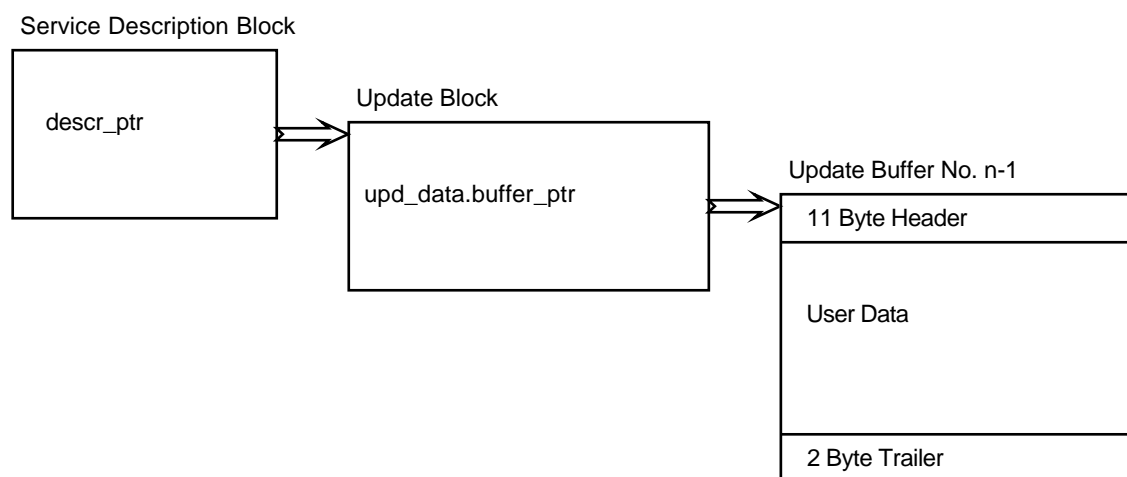 Service Description Block
descr_ptr
Update Block
upd_data.buffer_ptr
Update Buffer No. n-1
11 Byte Header
User Data
2 Byte Trailer